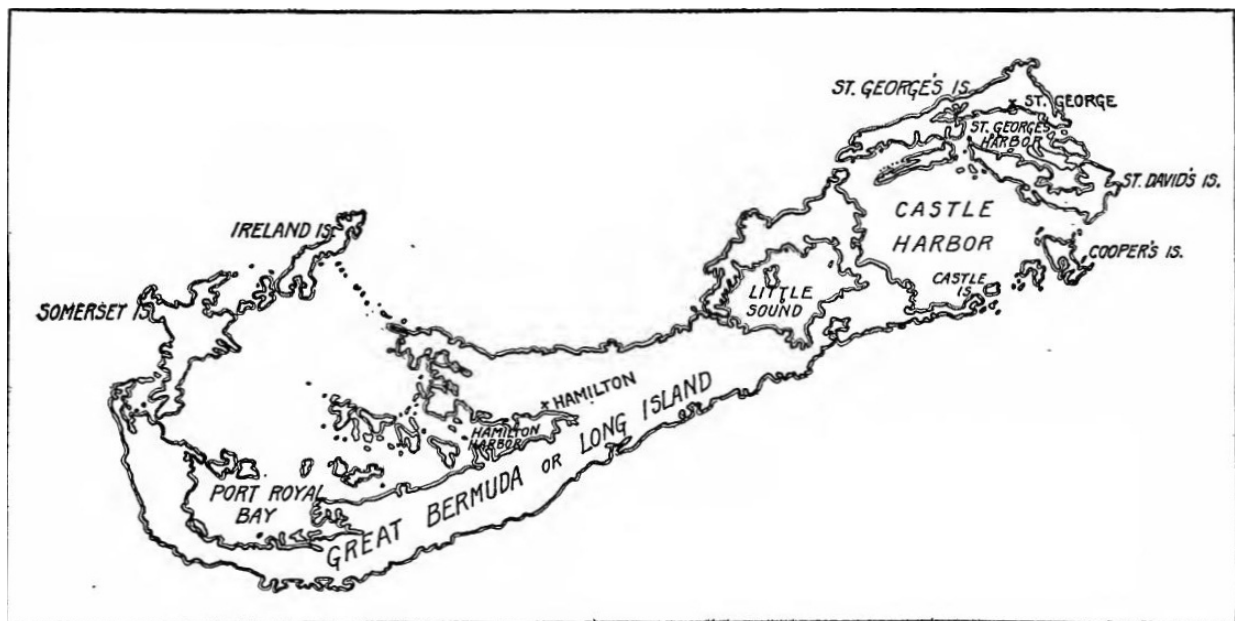 ST. GEORGE'S IS.
ST. GEORGE
ST. GEORGES
HARBOR
ST. DAVID'S IS.
CASTLE
HARBOR
IRELAND IS.
COOPER'S IS.
CASTLE
IS.
LITTLE
SOUND
SOMERSET IS.
HAMILTON
HAMILTON
HARBOR
PORT ROYAL
BAY
GREAT BERMUDA OR LONG ISLAND